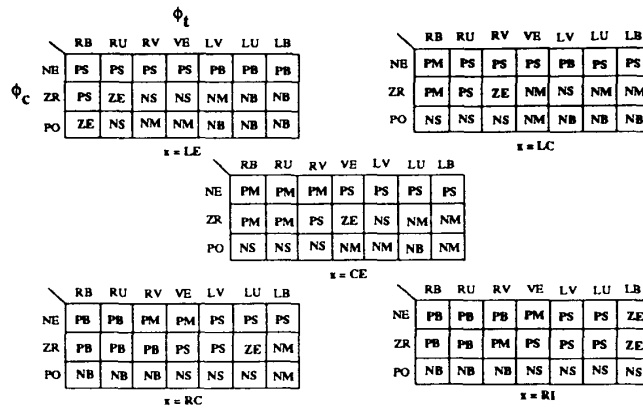 ϕt
RB RU RV VE LV LU LB
NE PS PS PS PS PB PB PB
ϕc
ZR PS ZE NS NS NM NB NB
PO ZE NS NM NM NB NB NB
x = LE
RB RU RV VE LV LU LB
NE PM PS PS PS PB PS PS
ZR PM PS ZE NM NS NM NM
PO NS NS NS NM NB NB NB
x = LC
RB RU RV VE LV LU LB
NE PM PM PM PS PS PS PS
ZR PM PM PS ZE NS NM NM
PO NS NS NS NM NM NB NM
x = CE
RB RU RV VE LV LU LB
NE PB PB PM PM PS PS PS
ZR PB PB PB PS PS ZE NM
PO NB NB NB NS NS NS NM
x = RC
RB RU RV VE LV LU LB
NE PB PB PB PM PS PS ZE
ZR PB PB PM PS PS PS ZE
PO NB NB NB NS NS NS NS
x = RI